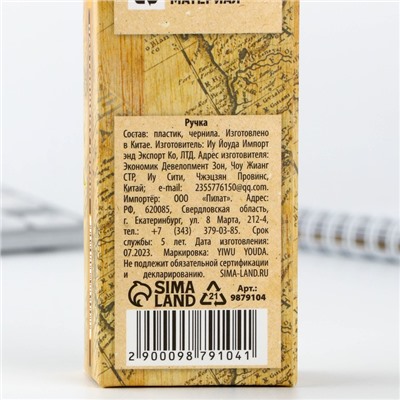 МАТЕРИАЛ
Ручка
Состав: пластик, чернила. Изготовлено
в Китае. Изготовитель: Иу Йоуда Импорт
энд Экспорт Ко, ЛТД. Адрес изготовителя:
Экономик Девелопмент Зон, Чоу Жианг
СТР, Иу Сити, Чжэцзян Провинс,
Китай; e-mail: 2355776150@qq.com.
Импортёр: ООО «Пилат». Адрес:
РФ, 620085, Свердловская область,
г. Екатеринбург, ул. 8 Марта, 212-4,
тел.: +7 (343) 379-03-85. Срок
службы: 5 лет. Дата изготовления:
07.2023. Маркировка: YIWU YOUDA.
Не подлежит обязательной сертификации
и декларированию. SIMA-LAND.RU
SIMA LAND
21
Арт.:
9879104
2 900098 791041